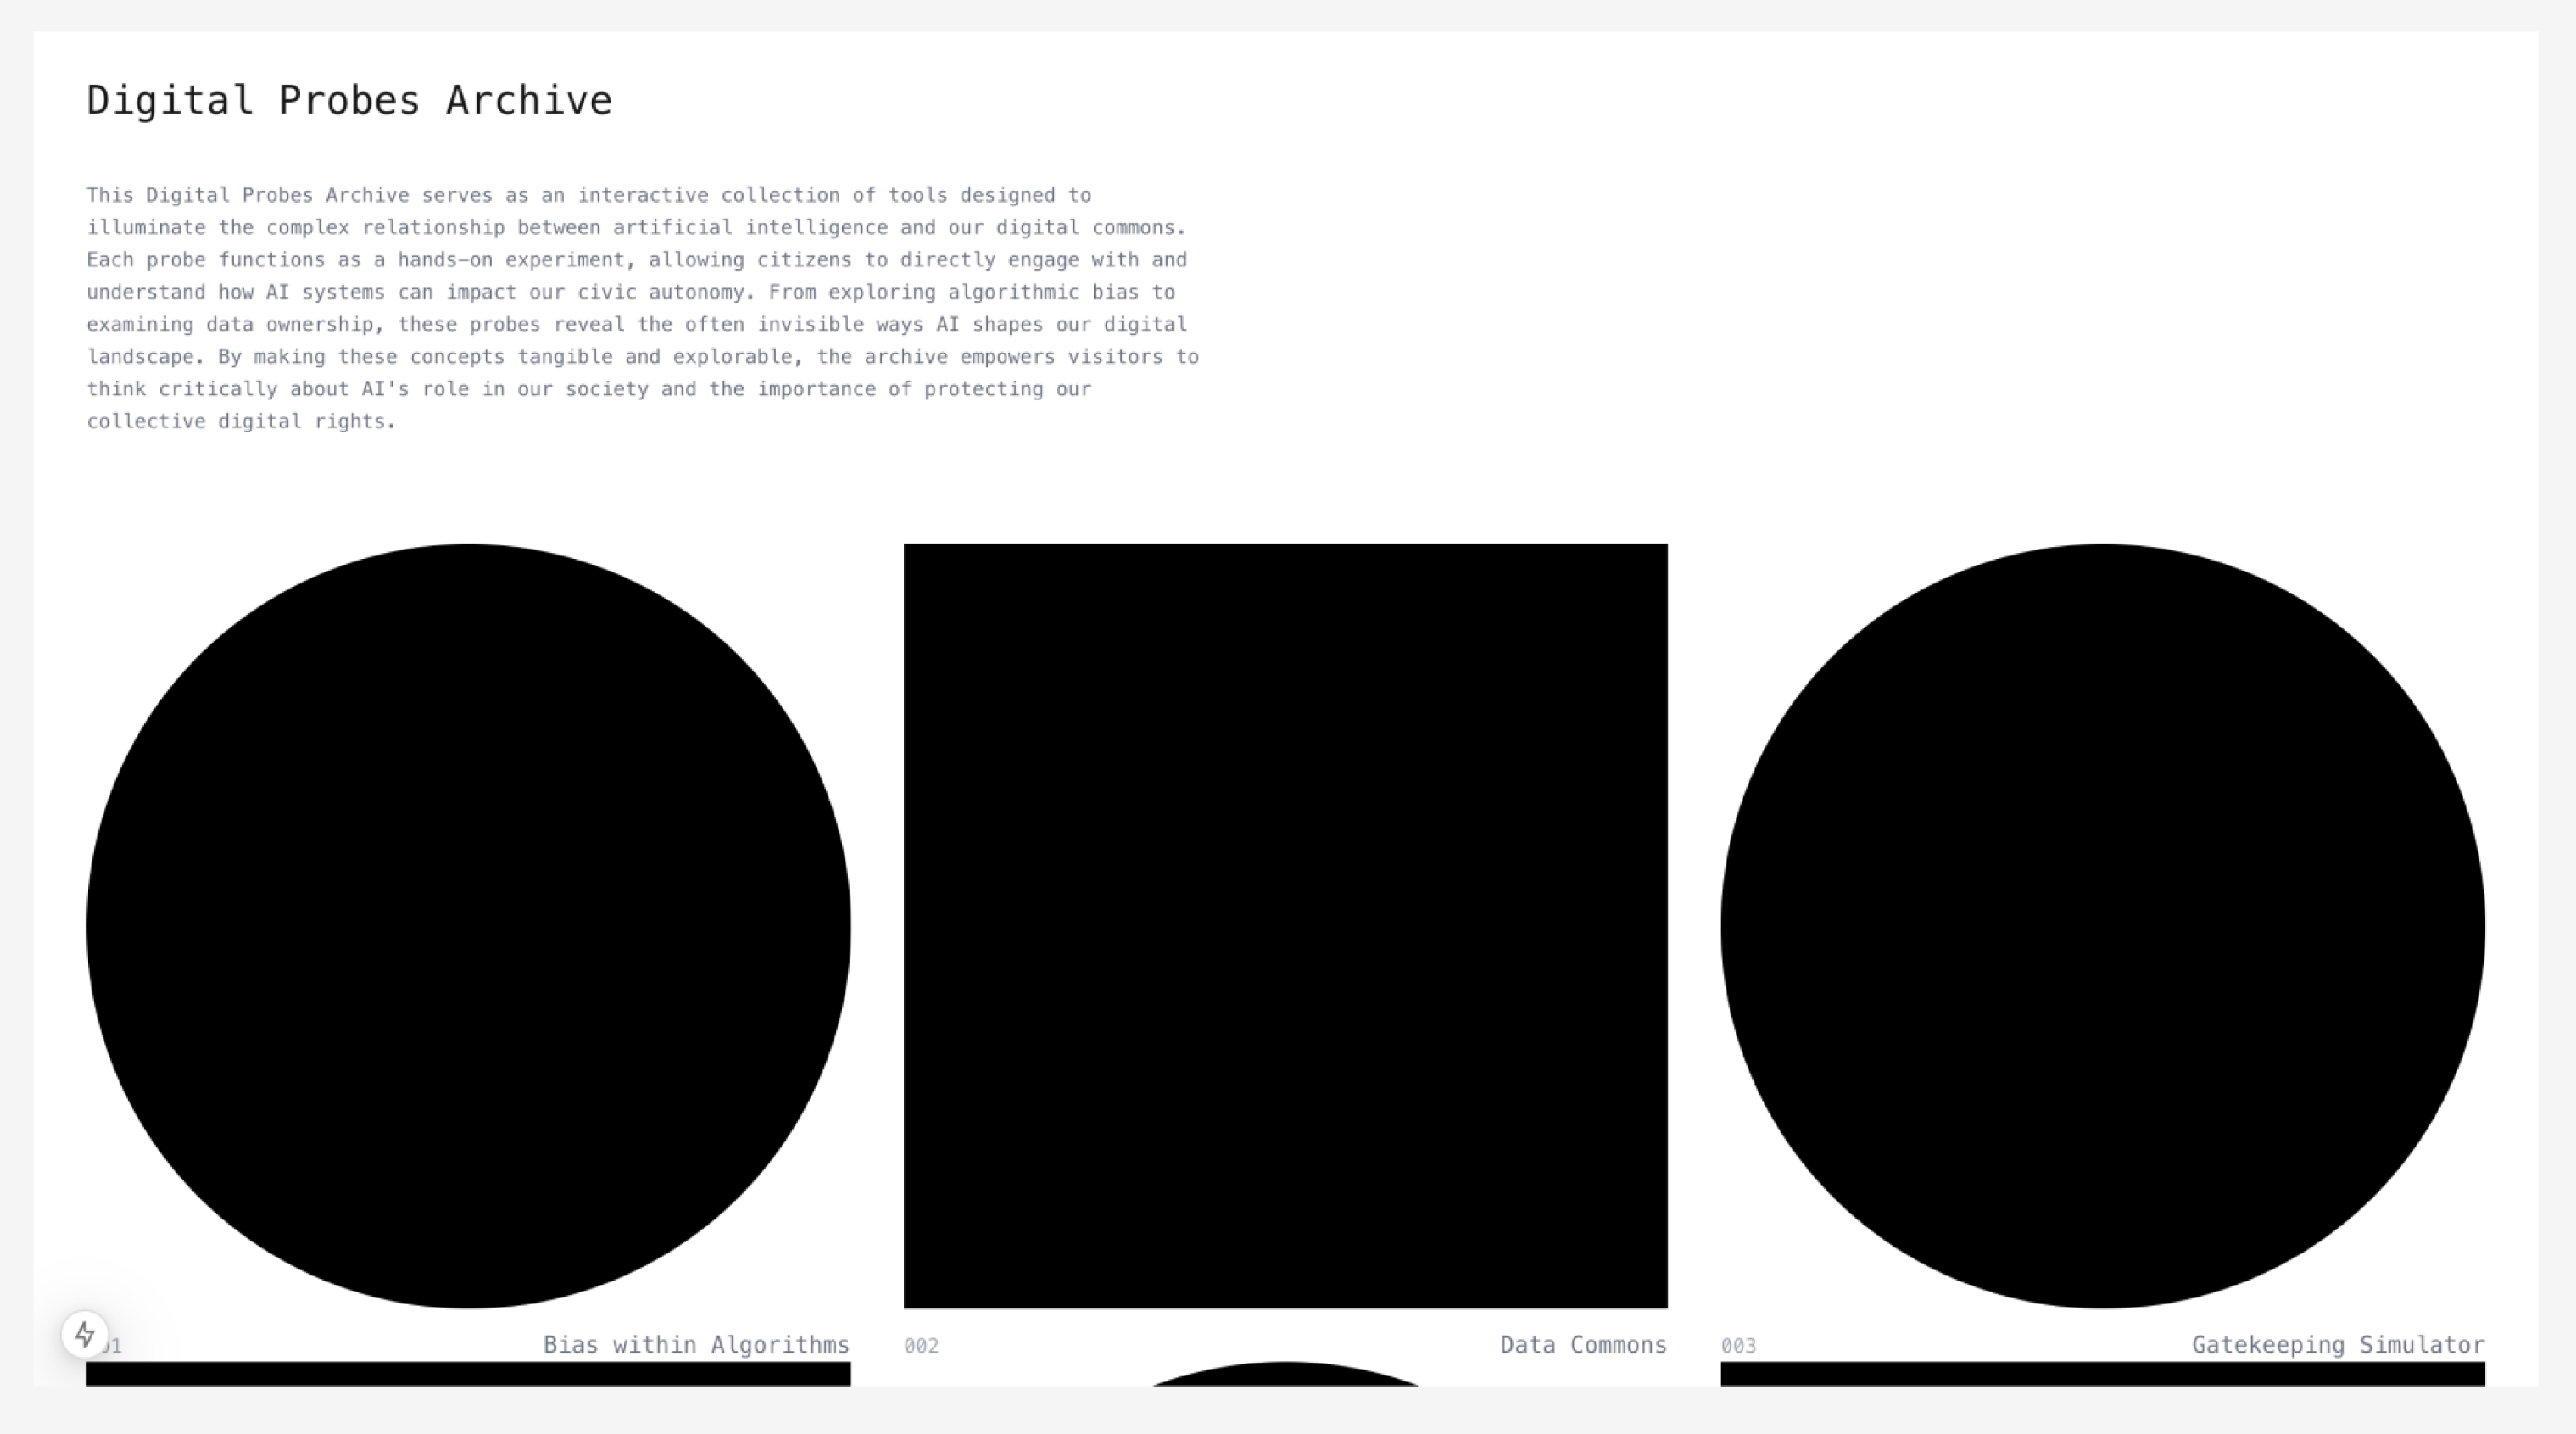 Digital Probes Archive
This Digital Probes Archive serves as an interactive collection of tools designed to
illuminate the complex relationship between artificial intelligence and our digital commons.
Each probe functions as a hands-on experiment, allowing citizens to directly engage with and
understand how AI systems can impact our civic autonomy. From exploring algorithmic bias to
examining data ownership, these probes reveal the often invisible ways AI shapes our digital
landscape. By making these concepts tangible and explorable, the archive empowers visitors to
think critically about AI's role in our society and the importance of protecting our
collective digital rights.
Bias within Algorithms
002 Data Commons
003 Gatekeeping Simulator